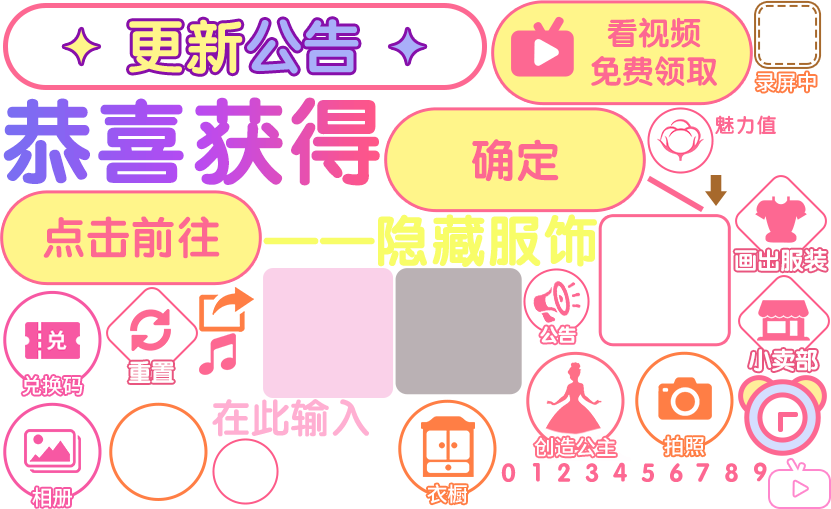 更新公告
看视频
免费领取
录屏中
恭喜获得
确定
魅力值
点击前往
——隐藏服饰
画出服装
兑
兑换码
重置
公告
小卖部
在此输入
创造公主
拍照
相册
衣橱
0 1 2 3 4 5 6 7 8 9